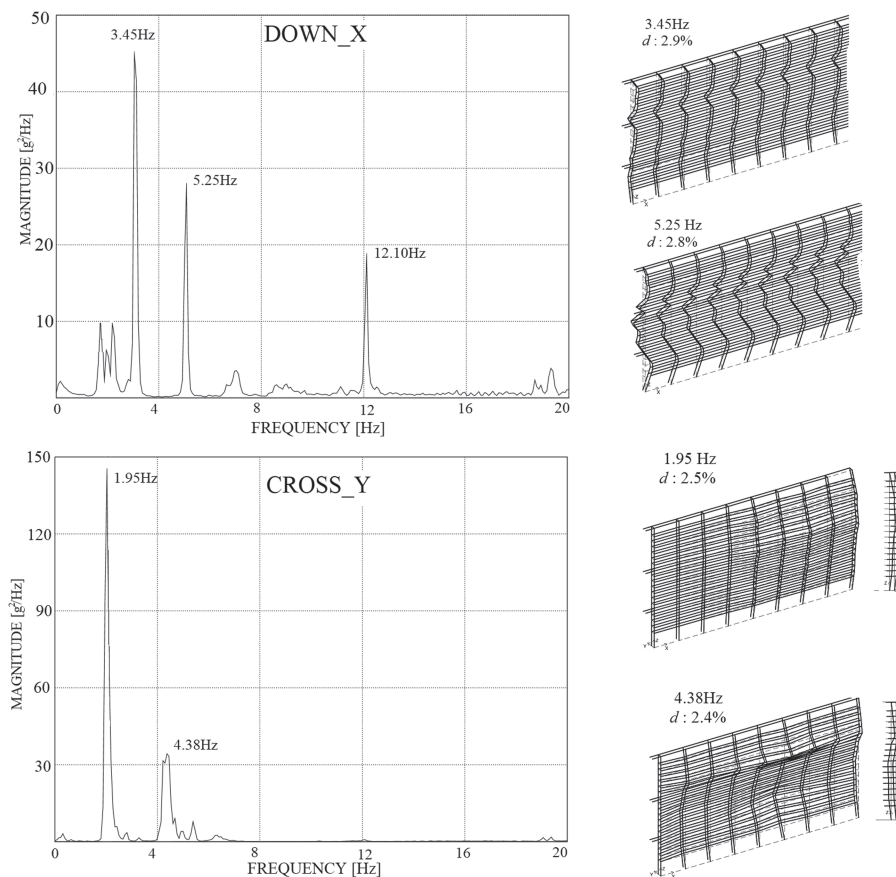 DOWN_X
MAGNITUDE [g²/Hz]
50
40
30
20
10
3.45Hz
5.25Hz
12.10Hz
0
4
8
12
16
20
FREQUENCY [Hz]
3.45Hz
d : 2.9%
5.25 Hz
d : 2.8%
CROSS_Y
MAGNITUDE [g²/Hz]
150
120
90
60
30
1.95Hz
4.38Hz
0
4
8
12
16
20
FREQUENCY [Hz]
1.95 Hz
d : 2.5%
4.38Hz
d : 2.4%